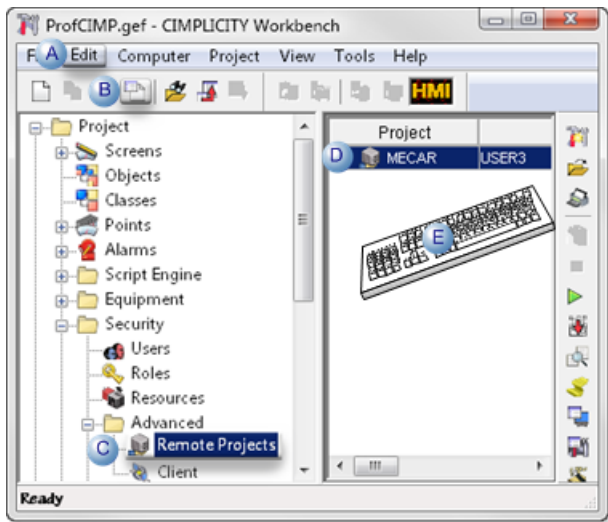 ProfCIMP.gef - CIMPLICITY Workbench
F A Edit Computer Project View Tools Help
B HMI
Project
Screens
Objects
Classes
Points
Alarms
Script Engine
Equipment
Security
Users
Roles
Resources
Advanced
C Remote Projects
Client
Project
D MECAR USER3
E
Ready